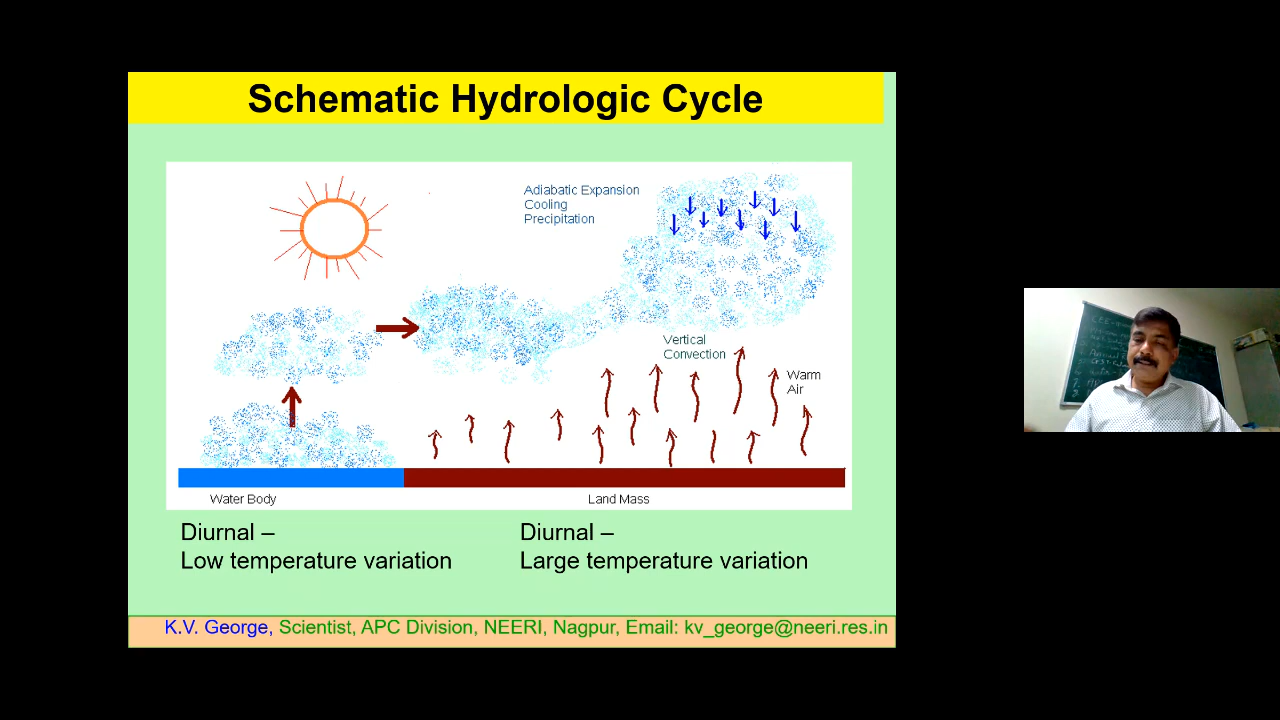 Schematic Hydrologic Cycle
Adiabatic Expansion
Cooling
Precipitation
Vertical
Convection
Warm
Air
Water Body
Land Mass
Diurnal –
Low temperature variation
Diurnal –
Large temperature variation
K.V. George, Scientist, APC Division, NEERI, Nagpur, Email: kv_george@neeri.res.in